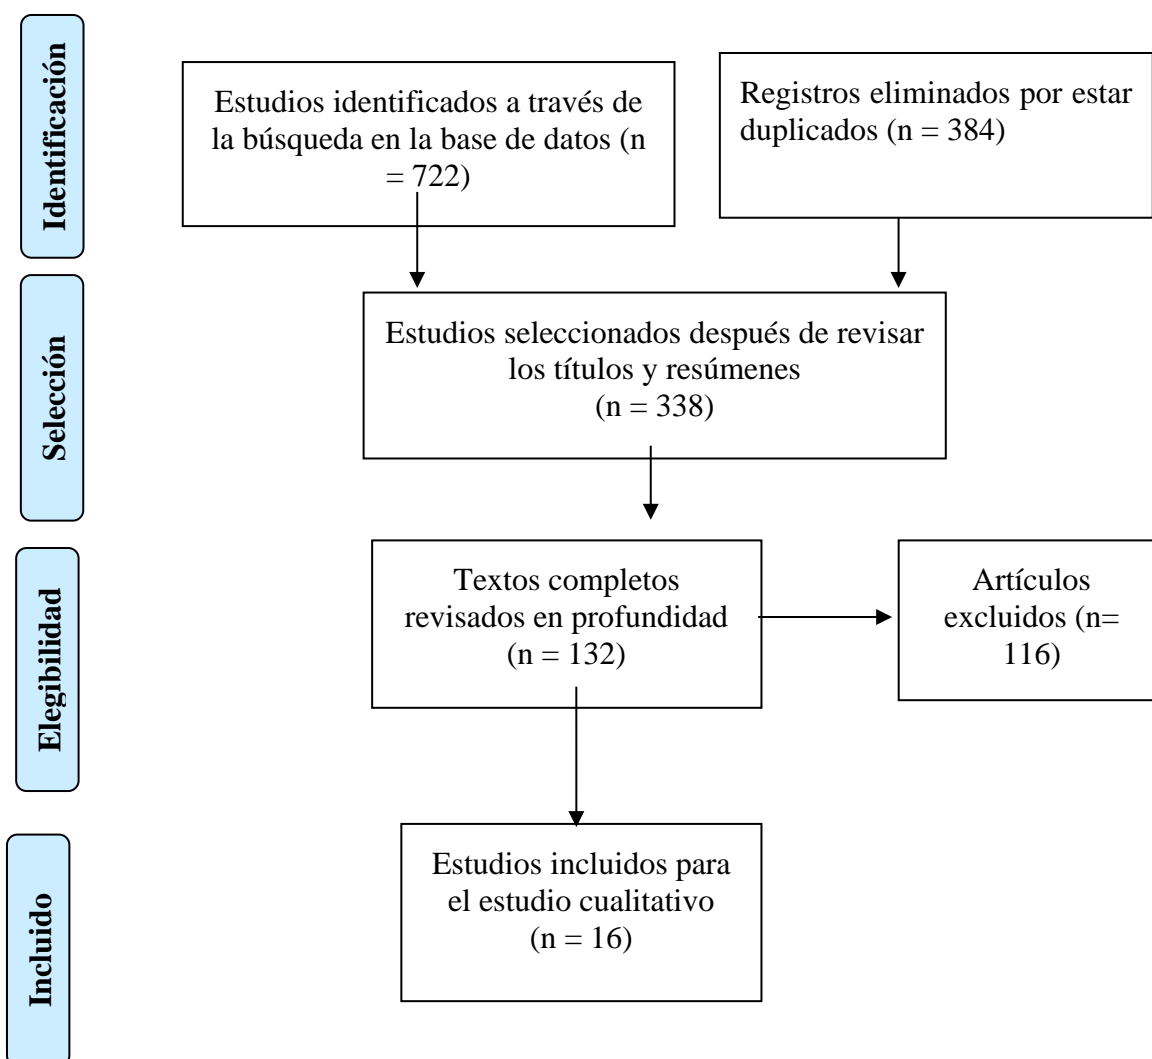 Identificación
Estudios identificados a través de
la búsqueda en la base de datos (n
= 722)
Registros eliminados por estar
duplicados (n = 384)
Selección
Estudios seleccionados después de revisar
los títulos y resúmenes
(n = 338)
Elegibilidad
Textos completos
revisados en profundidad
(n = 132)
Artículos
excluidos (n=
116)
Incluido
Estudios incluidos para
el estudio cualitativo
(n = 16)